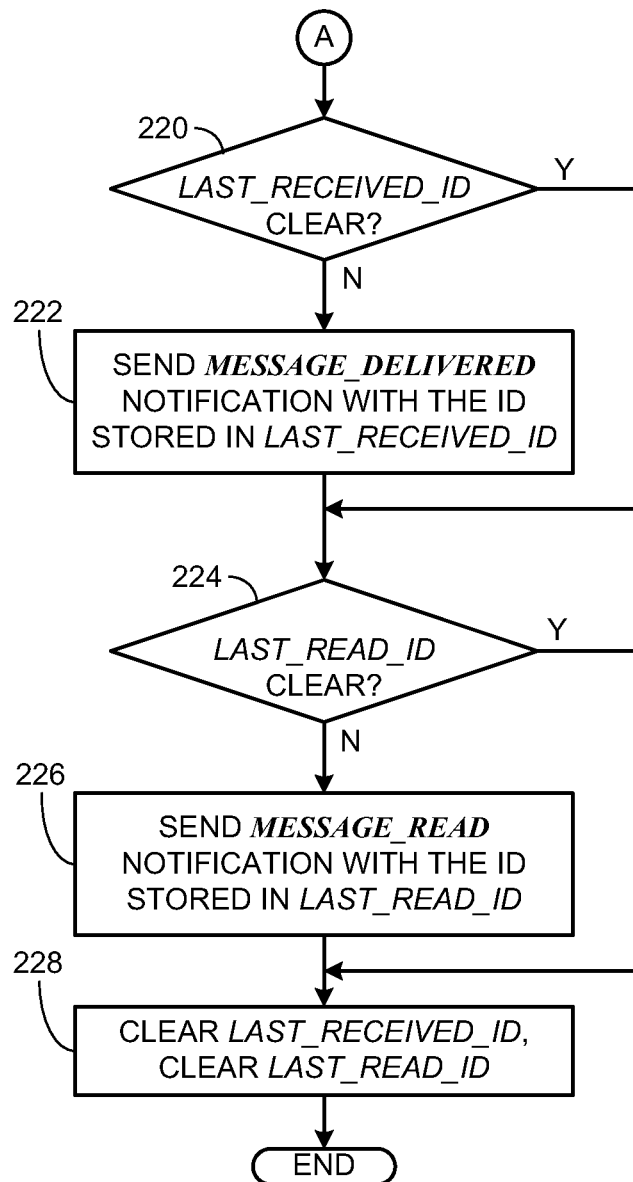 A
220
LAST_RECEIVED_ID
CLEAR?
Y
N
222
SEND MESSAGE_DELIVERED
NOTIFICATION WITH THE ID
STORED IN LAST_RECEIVED_ID
224
LAST_READ_ID
CLEAR?
Y
N
226
SEND MESSAGE_READ
NOTIFICATION WITH THE ID
STORED IN LAST_READ_ID
228
CLEAR LAST_RECEIVED_ID,
CLEAR LAST_READ_ID
END